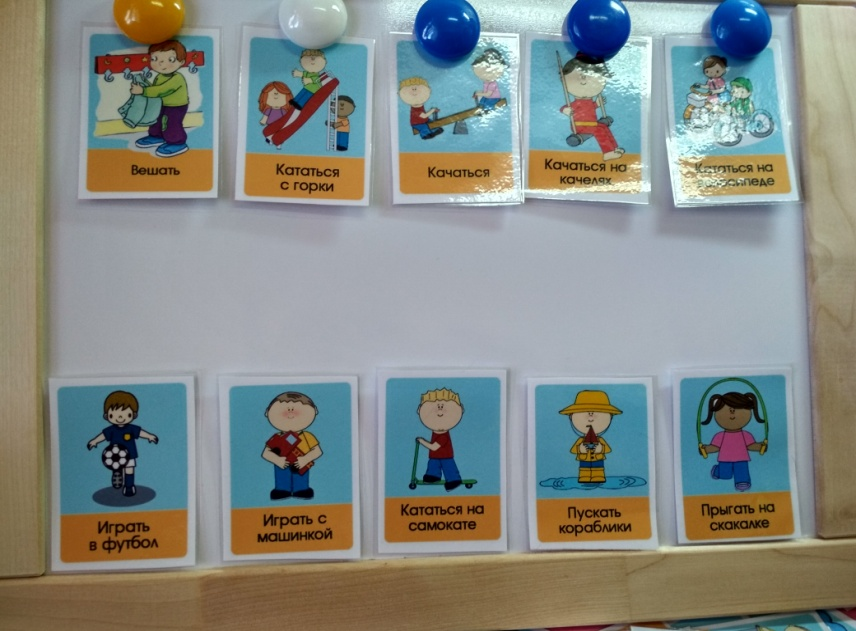 Вешать
Кататься
с горки
Качаться
Качаться на
качелях
Кататься на
велосипеде
Играть
в футбол
Играть с
машинкой
Кататься на
самокате
Пускать
кораблики
Прыгать на
скакалке